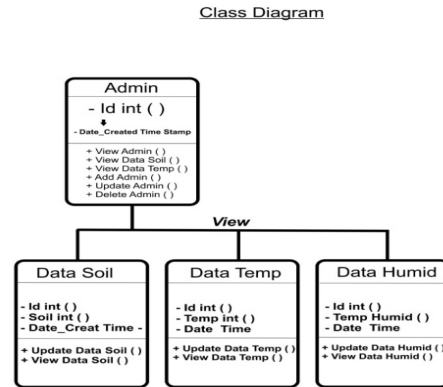 Class Diagram
Admin
- Id int ( )
- Date_Created Time Stamp
+ View Admin ( )
+ View Data Soil ( )
+ View Data Temp ( )
+ Add Admin ( )
+ Update Admin ( )
+ Delete Admin ( )
View
Data Soil
- Id int ( )
- Soil int ( )
- Date_Creat Time -
+ Update Data Soil ( )
+ View Data Soil ( )
Data Temp
- Id int ( )
- Temp int ( )
- Date Time
+ Update Data Temp ( )
+ View Data Temp ( )
Data Humid
- Id int ( )
- Temp Humid ( )
- Date Time
+ Update Data Humid ( )
+ View Data Humid ( )